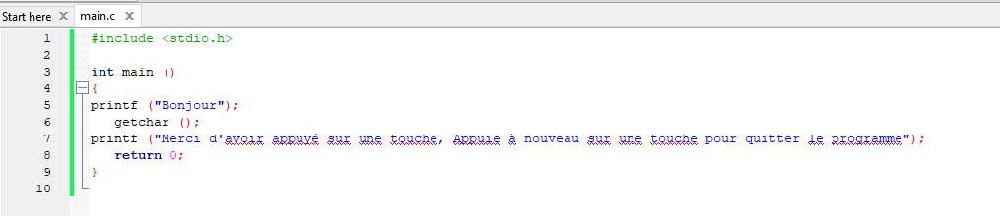 Start here X main.c X
1 #include <stdio.h>
2
3 int main ()
4 {
5 printf ("Bonjour");
6 getchar ();
7 printf ("Merci d'avoir appuyé sur une touche, Appuie à nouveau sur une touche pour quitter le programme");
8 return 0;
9 }
10